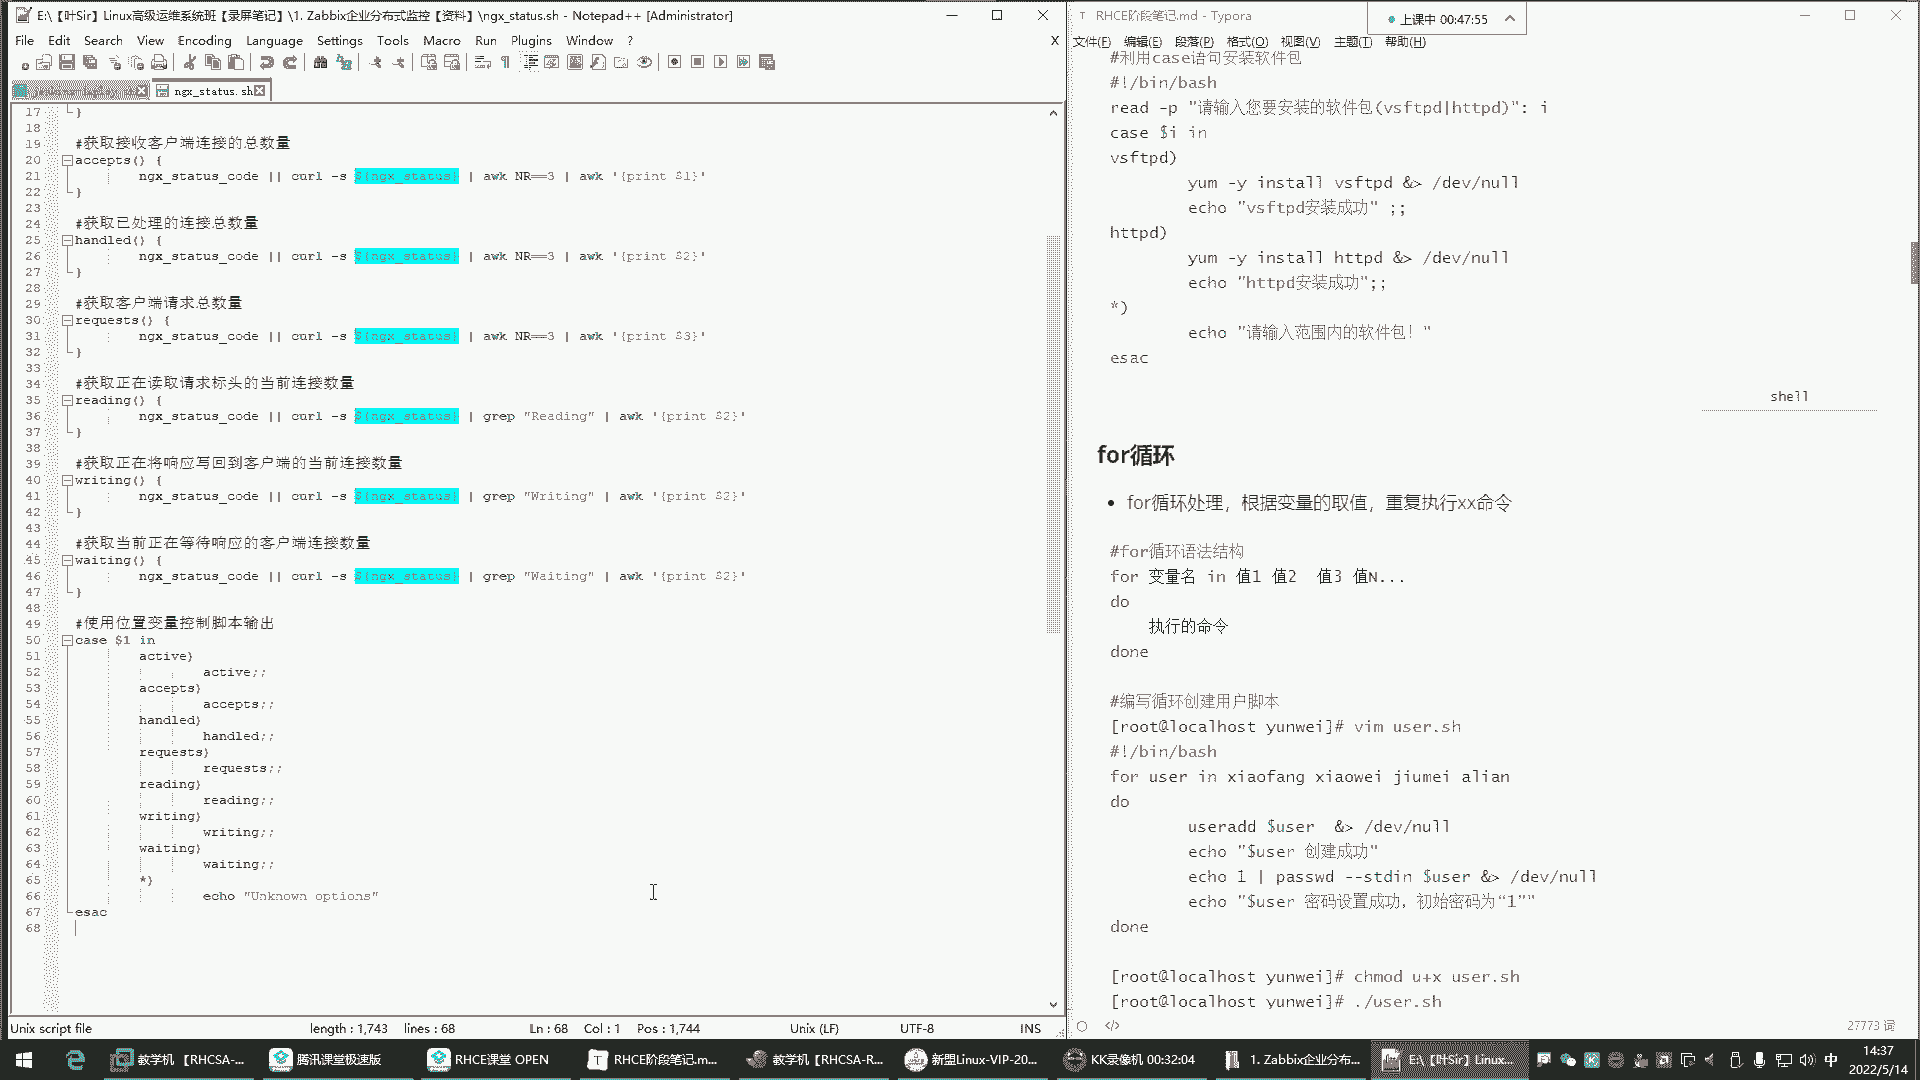 E:\【叶Sir】Linux高级运维系统班【录屏笔记】\1. Zabbix企业分布式监控【资料】\ngx_status.sh - Notepad++ [Administrator]
File Edit Search View Encoding Language Settings Tools Macro Run Plugins Window ? X
ngx_status.sh
17 }
18
19 #获取接收客户端连接的总数量
20 accepts() {
21 ngx_status_code || curl -s ${ngx_status} | awk NR==3 | awk '{print $1}'
22 }
23
24 #获取已处理的连接总数量
25 handled() {
26 ngx_status_code || curl -s ${ngx_status} | awk NR==3 | awk '{print $2}'
27 }
28
29 #获取客户端请求总数量
30 requests() {
31 ngx_status_code || curl -s ${ngx_status} | awk NR==3 | awk '{print $3}'
32 }
33
34 #获取正在读取请求标头的当前连接数量
35 reading() {
36 ngx_status_code || curl -s ${ngx_status} | grep "Reading" | awk '{print $2}'
37 }
38
39 #获取正在将响应写回到客户端的当前连接数量
40 writing() {
41 ngx_status_code || curl -s ${ngx_status} | grep "Writing" | awk '{print $2}'
42 }
43
44 #获取当前正在等待响应的客户端连接数量
45 waiting() {
46 ngx_status_code || curl -s ${ngx_status} | grep "Waiting" | awk '{print $2}'
47 }
48
49 #使用位置变量控制脚本输出
50 case $1 in
51 active)
52 active;;
53 accepts)
54 accepts;;
55 handled)
56 handled;;
57 requests)
58 requests;;
59 reading)
60 reading;;
61 writing)
62 writing;;
63 waiting)
64 waiting;;
65 *)
66 echo "Unknown options"
67 esac
68
Unix script file length : 1,743 lines : 68 Ln : 68 Col : 1 Pos : 1,744 Unix (LF) UTF-8 INS
RHCE阶段笔记.md - Typora
上课中 00:47:55
文件(F) 编辑(E) 段落(P) 格式(O) 视图(V) 主题(T) 帮助(H)
#利用case语句安装软件包
#!/bin/bash
read -p "请输入您要安装的软件包(vsftpd|httpd)": i
case $i in
vsftpd)
yum -y install vsftpd &> /dev/null
echo "vsftpd安装成功" ;;
httpd)
yum -y install httpd &> /dev/null
echo "httpd安装成功";;
*)
echo "请输入范围内的软件包！"
esac
shell
for循环
• for循环处理，根据变量的取值，重复执行xx命令
#for循环语法结构
for 变量名 in 值1 值2 值3 值N...
do
执行的命令
done
#编写循环创建用户脚本
[root@localhost yunwei]# vim user.sh
#!/bin/bash
for user in xiaofang xiaowei jiumei alian
do
useradd $user &> /dev/null
echo "$user 创建成功"
echo 1 | passwd --stdin $user &> /dev/null
echo "$user 密码设置成功，初始密码为“1”"
done
[root@localhost yunwei]# chmod u+x user.sh
[root@localhost yunwei]# ./user.sh
</> 27773 词
教学机【RHCSA-... 腾讯课堂极速版 RHCE课堂 OPEN RHCE阶段笔记.m... 教学机【RHCSA-R... 新盟Linux-VIP-20... KK录像机 00:32:04 1. Zabbix企业分布... E:\【叶Sir】Linux... 中 14:37
2022/5/14